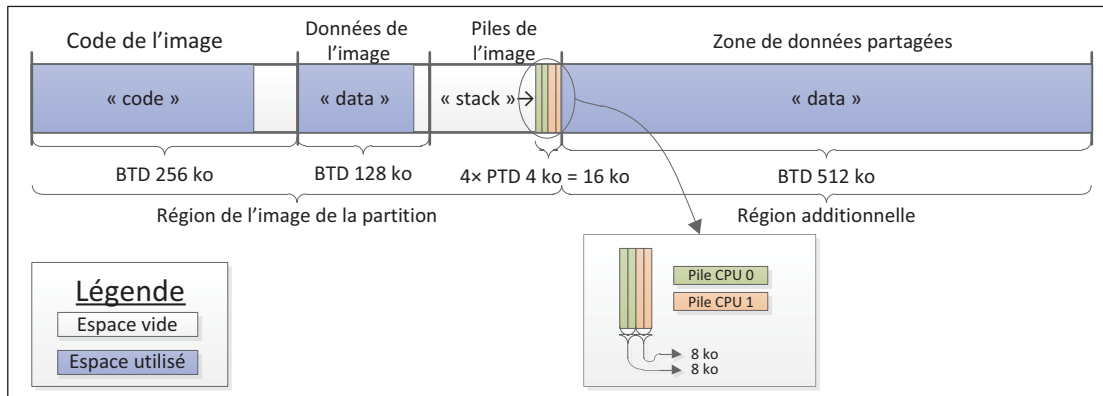 Code de l’image
Données de
l’image
Piles de
l’image
Zone de données partagées
« code »
« data »
« stack »
« data »
BTD 256 ko
BTD 128 ko
4× PTD 4 ko = 16 ko
BTD 512 ko
Région de l’image de la partition
Région additionnelle
Légende
Espace vide
Espace utilisé
Pile CPU 0
Pile CPU 1
8 ko
8 ko